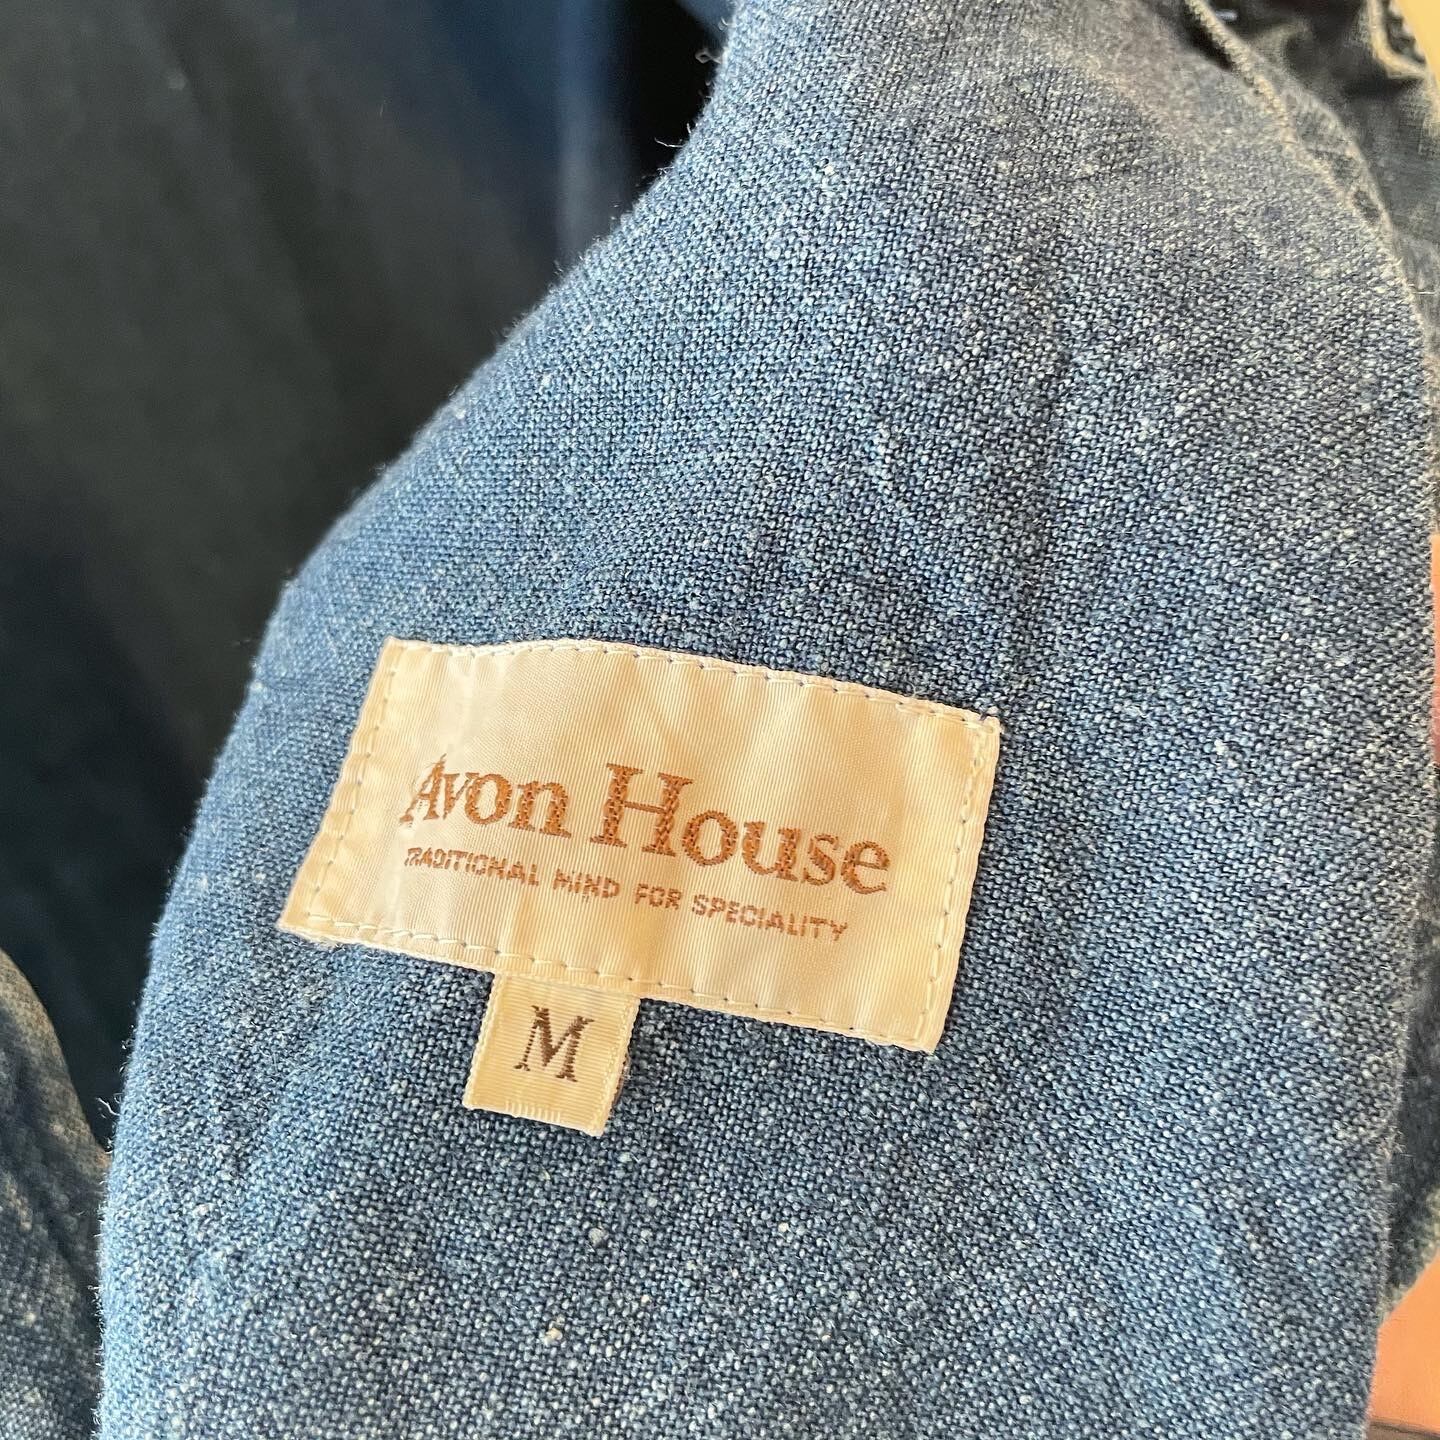 Avon House
TRADITIONAL MIND FOR SPECIALITY
M